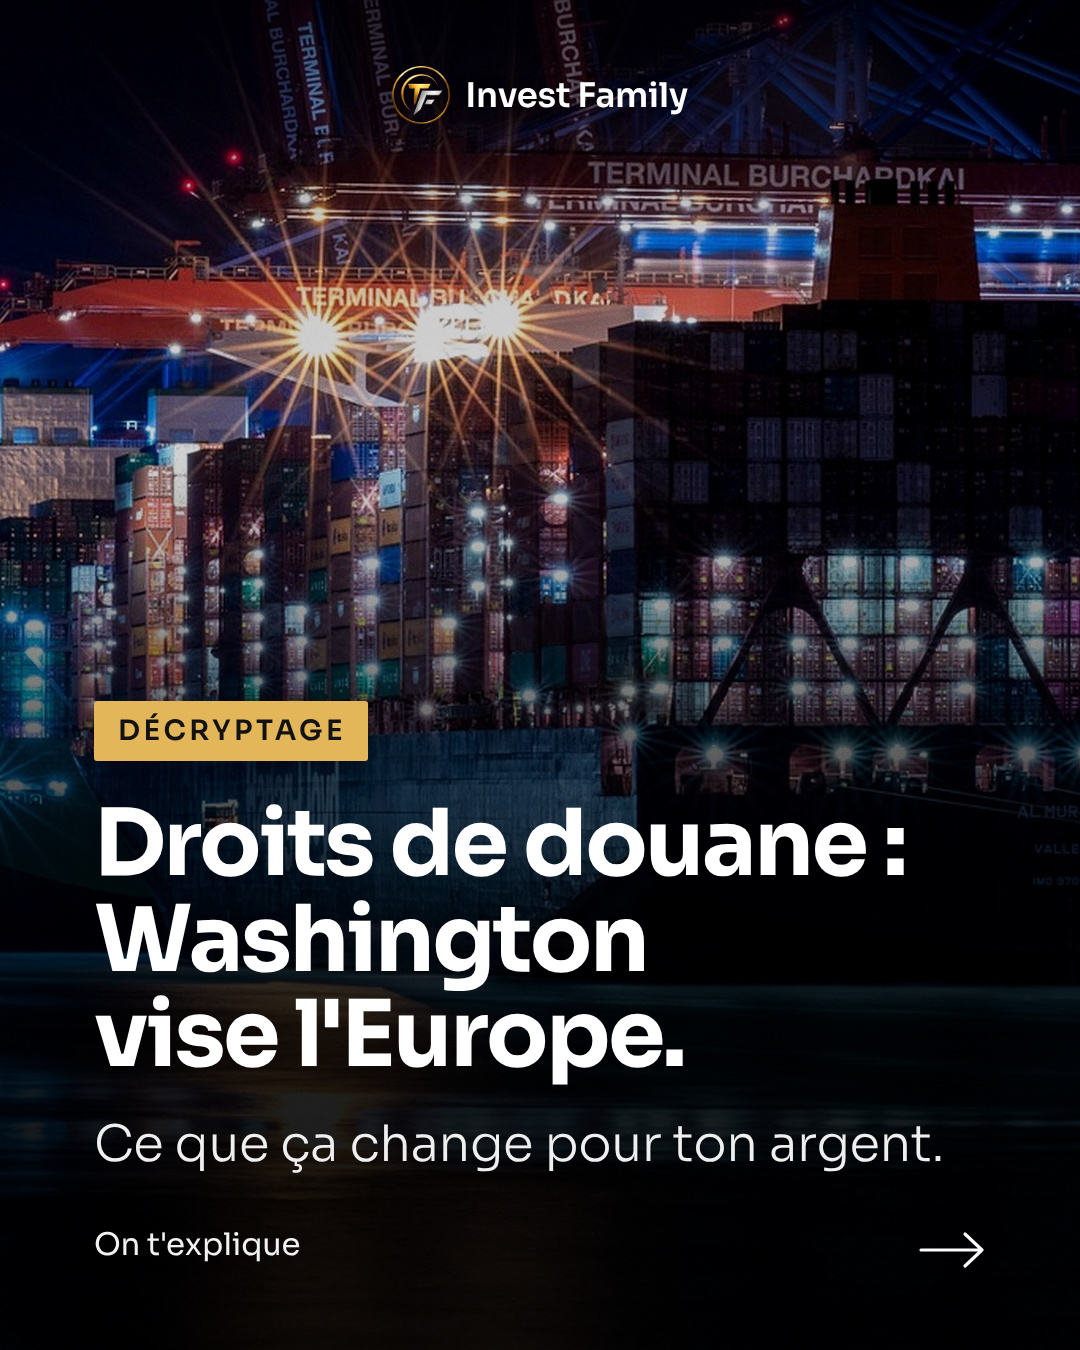 Invest Family
TERMINAL BURCHARDKAI
TERMINAL
DÉCRYPTAGE
Droits de douane :
Washington
vise l'Europe.
Ce que ça change pour ton argent.
On t'explique